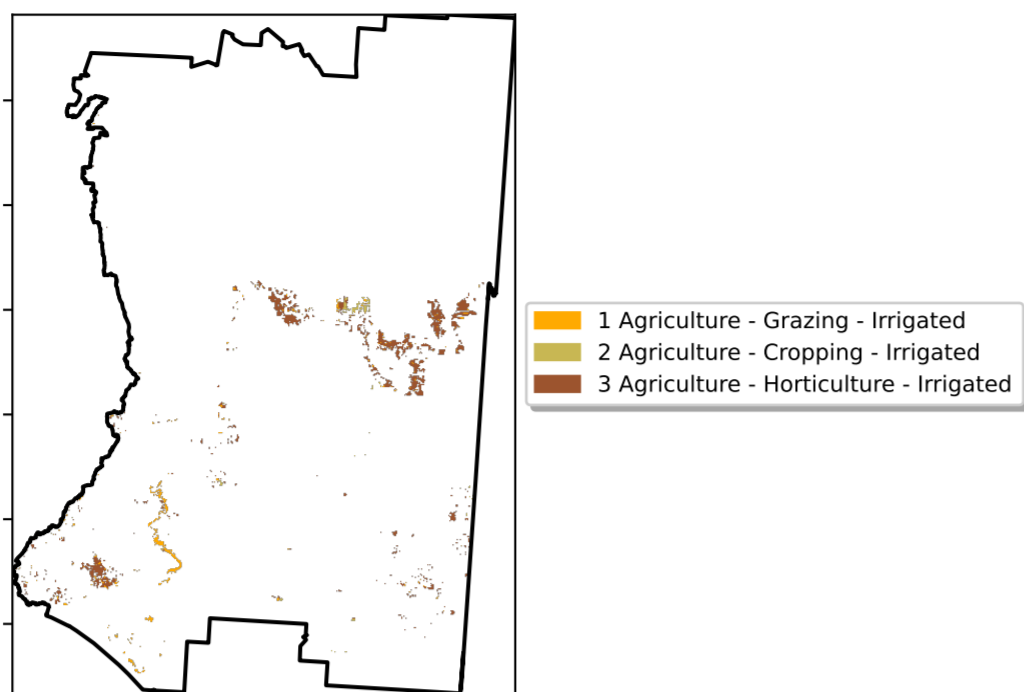 1 Agriculture - Grazing - Irrigated
2 Agriculture - Cropping - Irrigated
3 Agriculture - Horticulture - Irrigated